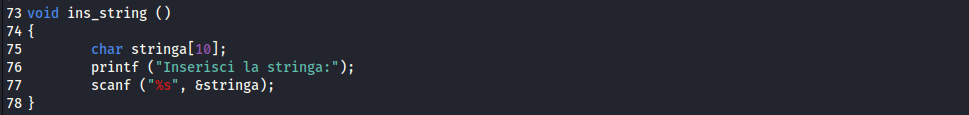 73 void ins_string ()
74 {
75         char stringa[10];
76         printf ("Inserisci la stringa:");
77         scanf ("%s", &stringa);
78 }